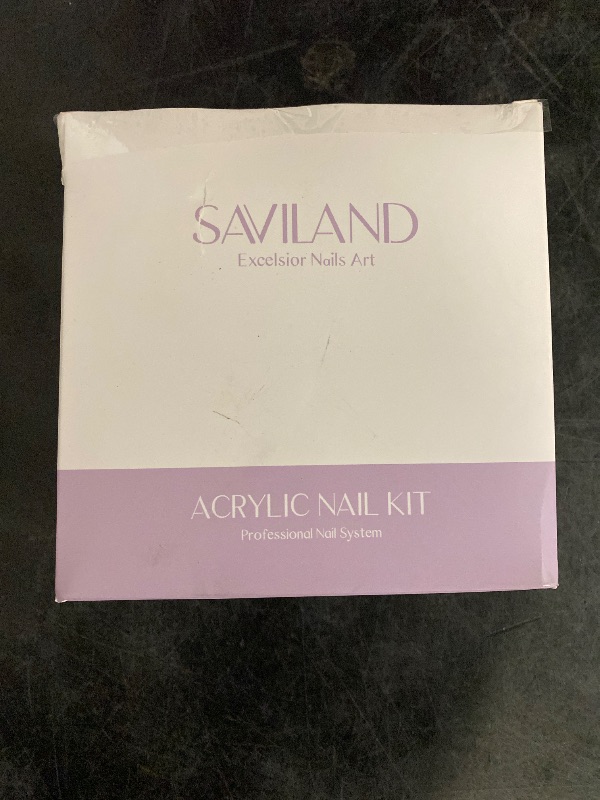 SAVILAND
Excelsior Nails Art
ACRYLIC NAIL KIT
Professional Nail System